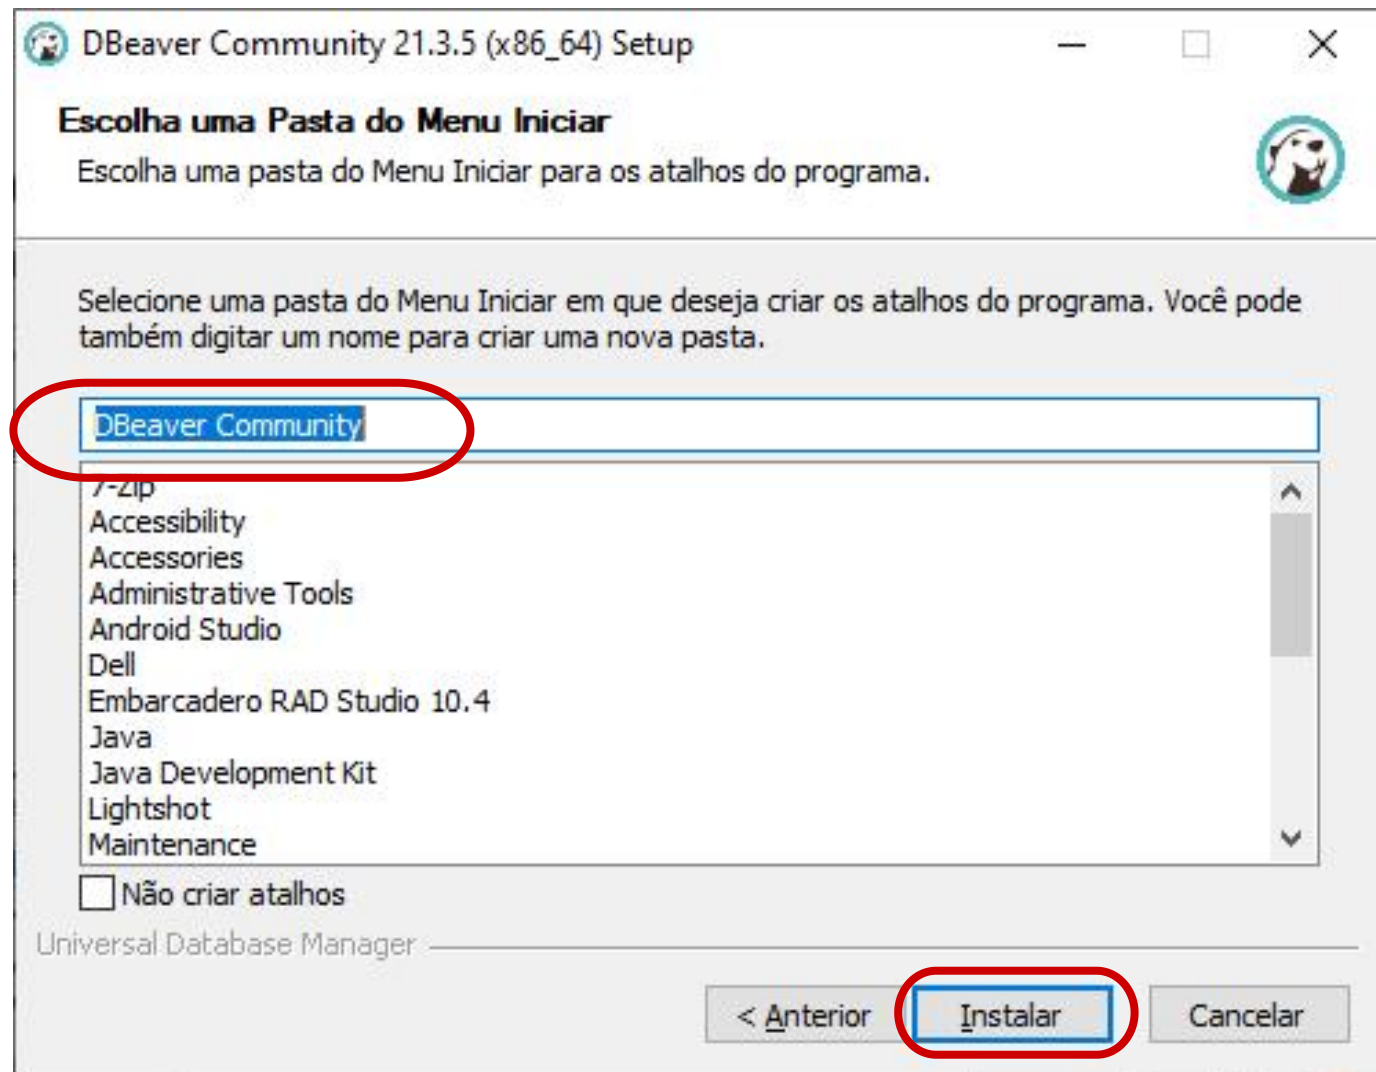 DBeaver Community 21.3.5 (x86_64) Setup
Escolha uma Pasta do Menu Iniciar
Escolha uma pasta do Menu Iniciar para os atalhos do programa.
Selecione uma pasta do Menu Iniciar em que deseja criar os atalhos do programa. Você pode
também digitar um nome para criar uma nova pasta.
DBeaver Community
7-Zip
Accessibility
Accessories
Administrative Tools
Android Studio
Dell
Embarcadero RAD Studio 10.4
Java
Java Development Kit
Lightshot
Maintenance
Não criar atalhos
Universal Database Manager
< Anterior
Instalar
Cancelar